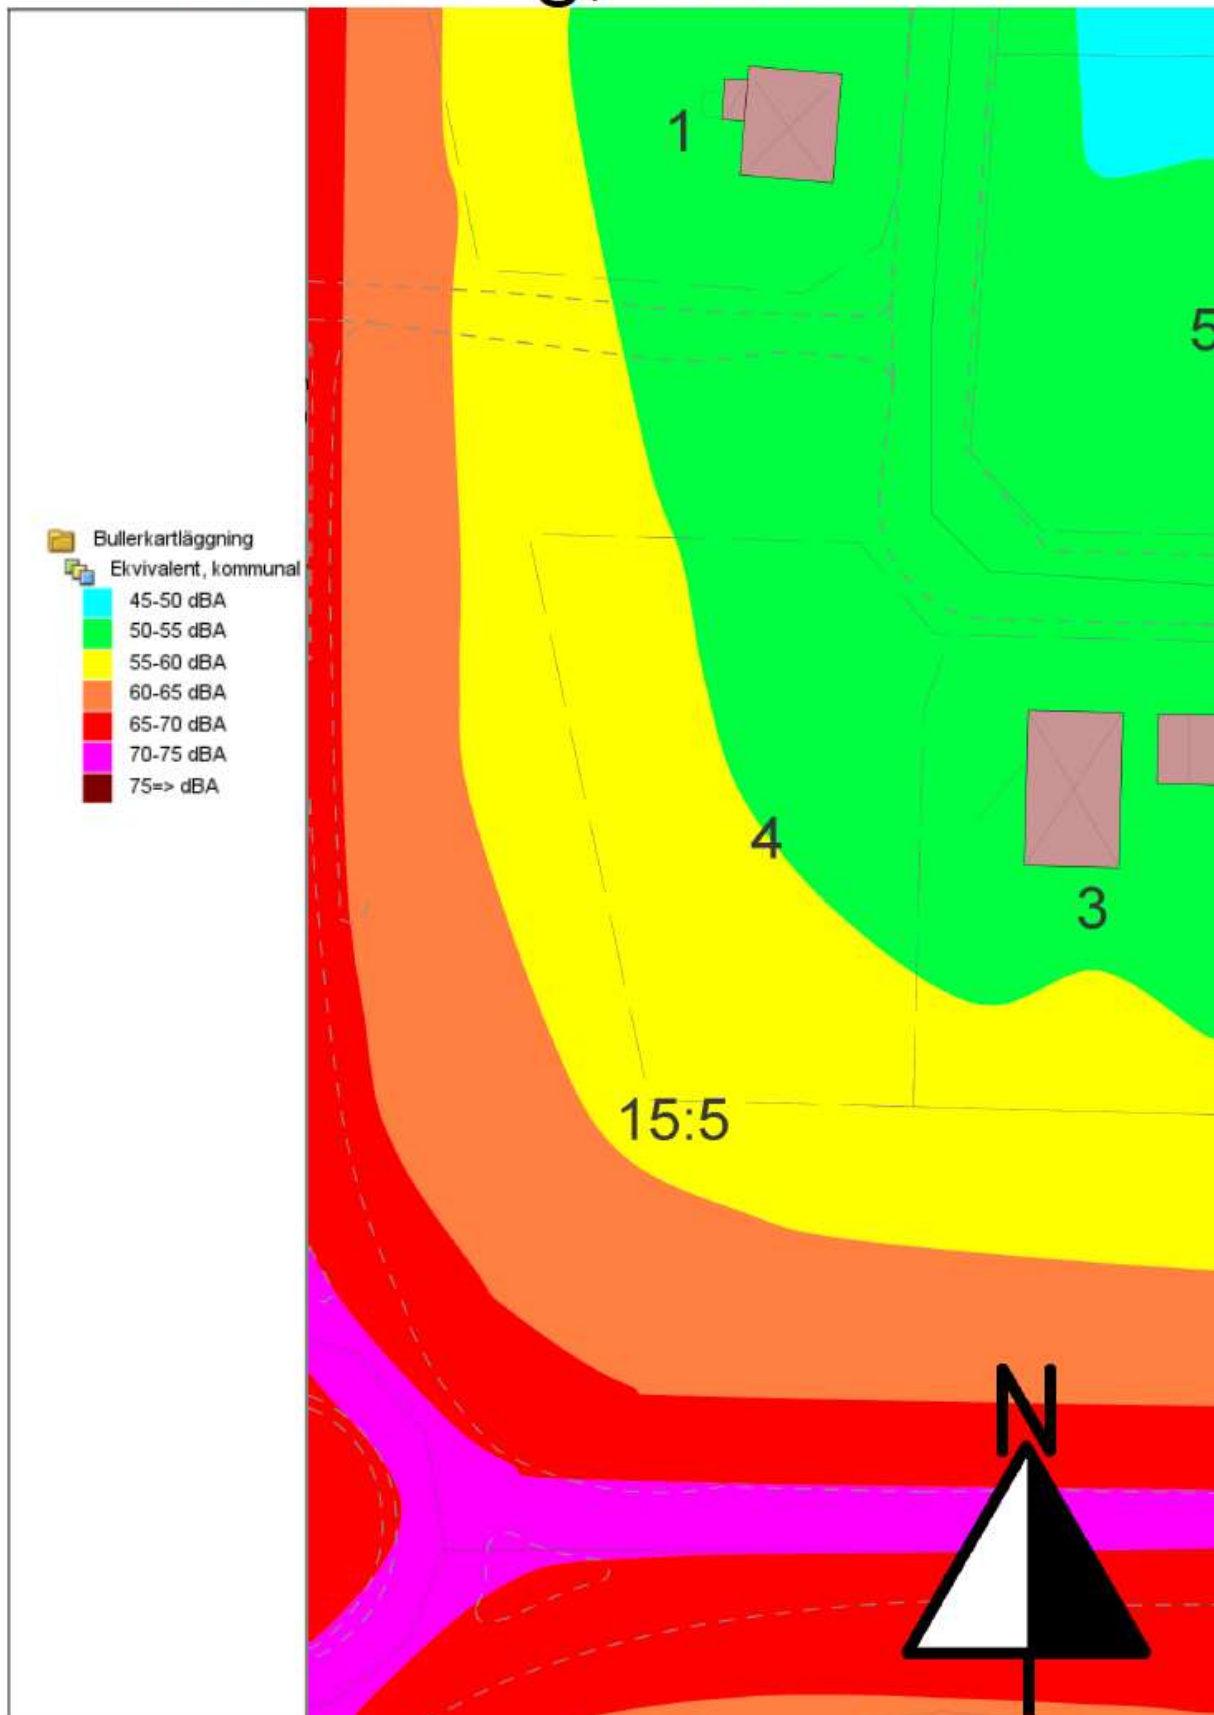 1
5
Bullerkartläggning
Ekvivalent, kommunal
45-50 dBA
50-55 dBA
55-60 dBA
60-65 dBA
65-70 dBA
70-75 dBA
75=> dBA
4
3
15:5
N